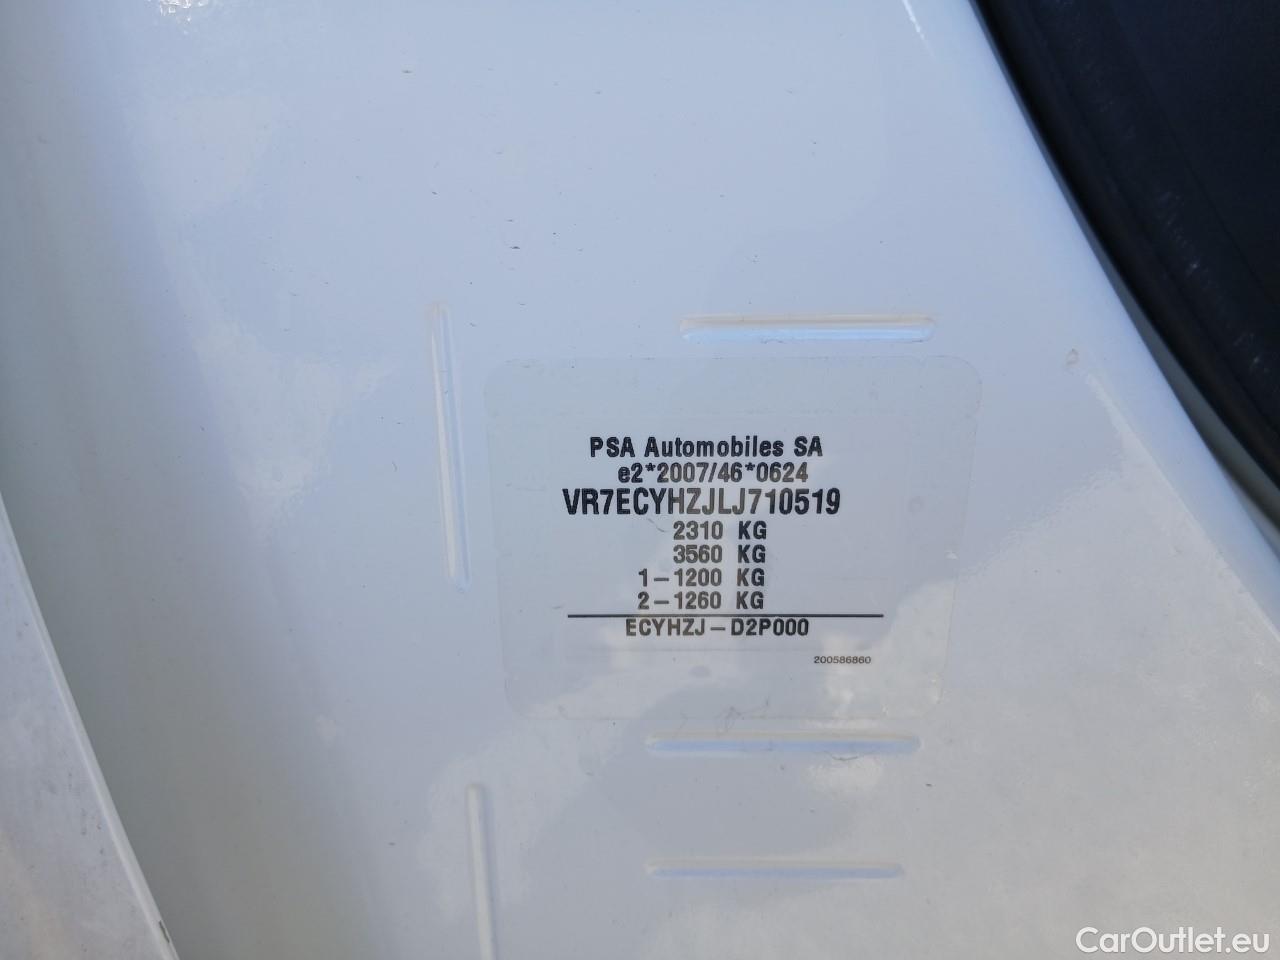 PSA Automobiles SA
e2*2007/46*0624
VR7ECYHZJLJ710519
2310 KG
3560 KG
1-1200 KG
2-1260 KG
ECYHZJ-D2P000
200586860
CarOutlet.eu